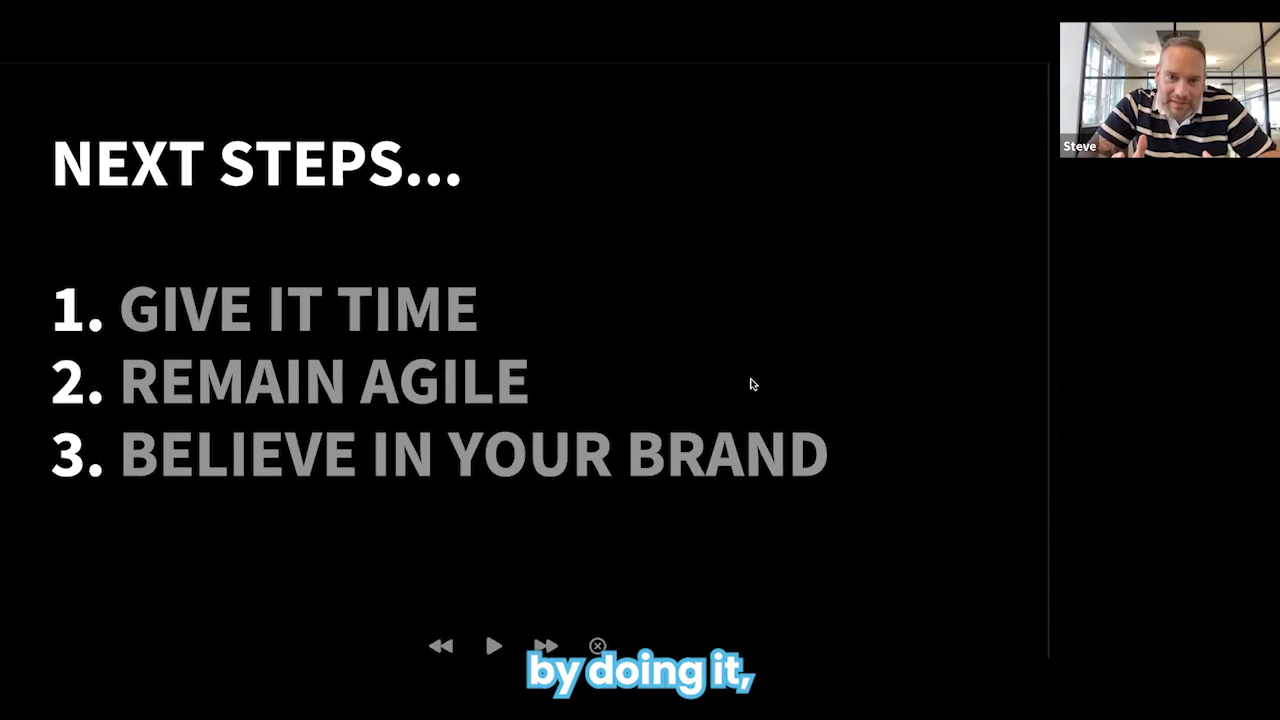 NEXT STEPS...
1. GIVE IT TIME
2. REMAIN AGILE
3. BELIEVE IN YOUR BRAND
Steve
by doing it,